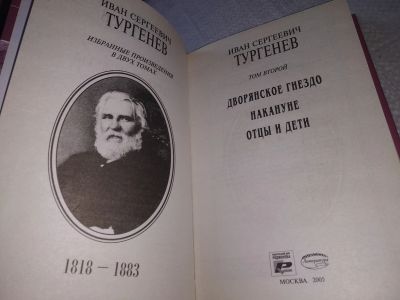 ИВАН СЕРГЕЕВИЧ
ТУРГЕНЕВ
ИЗБРАННЫЕ ПРОИЗВЕДЕНИЯ
В ДВУХ ТОМАХ
1818 — 1883
ИВАН СЕРГЕЕВИЧ
ТУРГЕНЕВ
ТОМ ВТОРОЙ
ДВОРЯНСКОЕ ГНЕЗДО
НАКАНУНЕ
ОТЦЫ И ДЕТИ
Литература
МОСКВА 2005